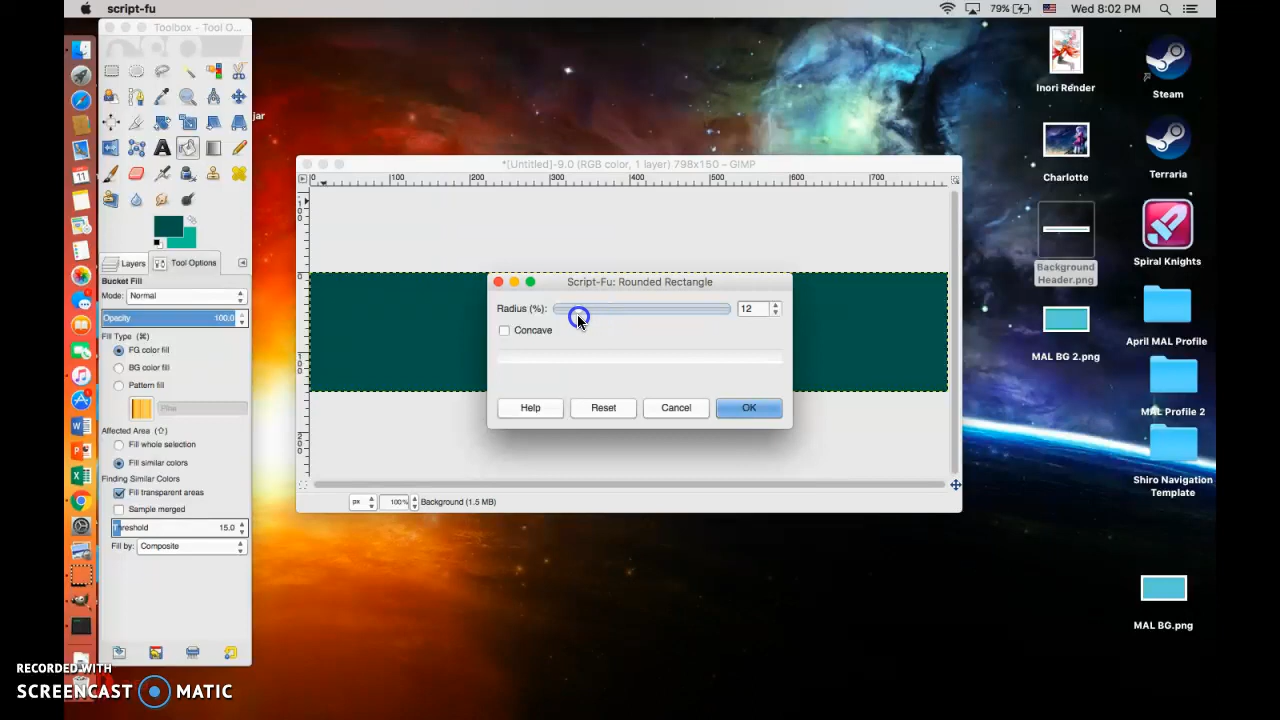 script-fu
79%
Wed 8:02 PM
Toolbox - Tool O...
jar
Layers
Tool Options
Bucket Fill
Mode: Normal
Opacity 100.0
Fill Type (⌘)
FG color fill
BG color fill
Pattern fill
Pine
Affected Area (⇧)
Fill whole selection
Fill similar colors
Finding Similar Colors
Fill transparent areas
Sample merged
Threshold 15.0
Fill by: Composite
*[Untitled]-9.0 (RGB color, 1 layer) 798x150 – GIMP
0 100 200 300 400 500 600 700
Script-Fu: Rounded Rectangle
Radius (%): 12
Concave
Help Reset Cancel OK
px 100% Background (1.5 MB)
Inori Render
Steam
Charlotte
Terraria
Background
Header.png
Spiral Knights
MAL BG 2.png
April MAL Profile
MAL Profile 2
Shiro Navigation
Template
MAL BG.png
RECORDED WITH
SCREENCAST MATIC